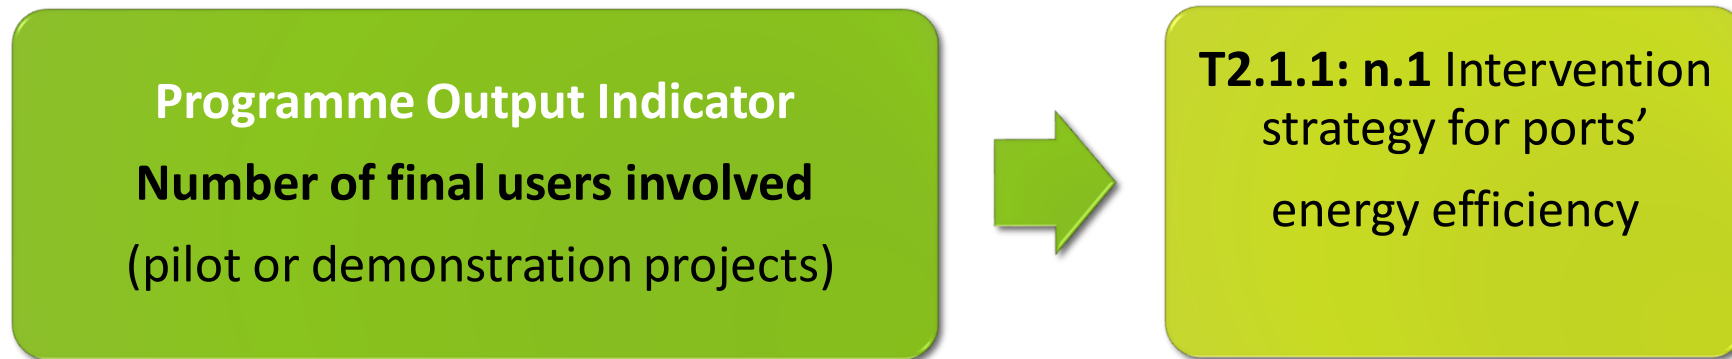 Programme Output Indicator
Number of final users involved
(pilot or demonstration projects)
T2.1.1: n.1 Intervention
strategy for ports’
energy efficiency